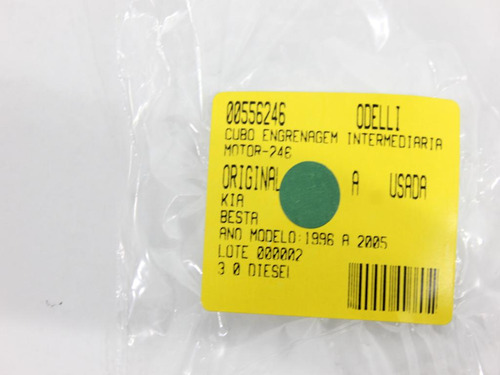 00556246 ODELLI
CUBO ENGRENAGEM INTERMEDIARIA
MOTOR-246
ORIGINAL A USADA
KIA
BESTA
ANO MODELO:1996 A 2005
LOTE 000002
3 0 DIESEL